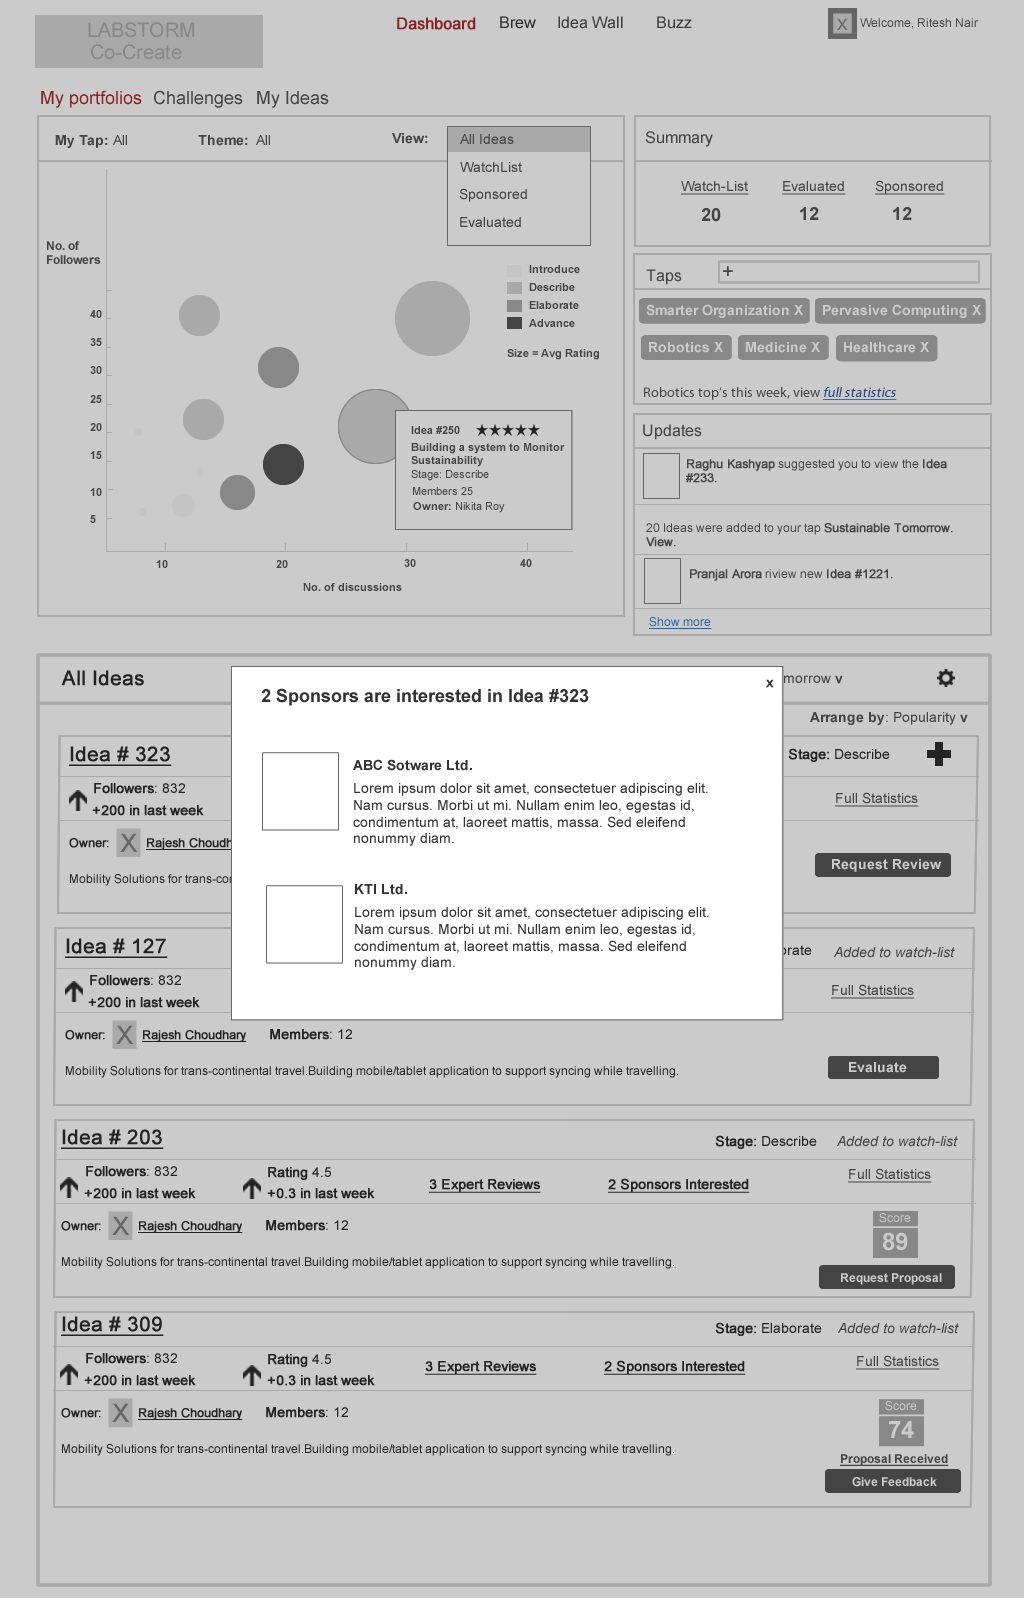 LABSTORM
Co-Create
Dashboard Brew Idea Wall Buzz
X Welcome, Ritesh Nair
My portfolios Challenges My Ideas
My Tap: All Theme: All View:
All Ideas
WatchList
Sponsored
Evaluated
No. of
Followers
40
35
30
25
20
15
10
5
10 20 30 40
No. of discussions
Introduce
Describe
Elaborate
Advance
Size = Avg Rating
Idea #250 ★★★★★
Building a system to Monitor
Sustainability
Stage: Describe
Members 25
Owner: Nikita Roy
Summary
Watch-List Evaluated Sponsored
20 12 12
Taps +
Smarter Organization X Pervasive Computing X
Robotics X Medicine X Healthcare X
Robotics top's this week, view full statistics
Updates
Raghu Kashyap suggested you to view the Idea
#233.
20 Ideas were added to your tap Sustainable Tomorrow.
View.
Pranjal Arora riview new Idea #1221.
Show more
All Ideas morrow v
Arrange by: Popularity v
2 Sponsors are interested in Idea #323 x
ABC Sotware Ltd.
Lorem ipsum dolor sit amet, consectetuer adipiscing elit.
Nam cursus. Morbi ut mi. Nullam enim leo, egestas id,
condimentum at, laoreet mattis, massa. Sed eleifend
nonummy diam.
KTI Ltd.
Lorem ipsum dolor sit amet, consectetuer adipiscing elit.
Nam cursus. Morbi ut mi. Nullam enim leo, egestas id,
condimentum at, laoreet mattis, massa. Sed eleifend
nonummy diam.
Idea # 323 Stage: Describe
Followers: 832
+200 in last week
Full Statistics
Owner: X Rajesh Choudh
Request Review
Mobility Solutions for trans-co
Idea # 127 orate Added to watch-list
Followers: 832
+200 in last week
Full Statistics
Owner: X Rajesh Choudhary Members: 12
Mobility Solutions for trans-continental travel.Building mobile/tablet application to support syncing while travelling.
Evaluate
Idea # 203 Stage: Describe Added to watch-list
Followers: 832 Rating 4.5 Full Statistics
+200 in last week +0.3 in last week 3 Expert Reviews 2 Sponsors Interested
Owner: X Rajesh Choudhary Members: 12
Score
89
Mobility Solutions for trans-continental travel.Building mobile/tablet application to support syncing while travelling.
Request Proposal
Idea # 309 Stage: Elaborate Added to watch-list
Followers: 832 Rating 4.5 Full Statistics
+200 in last week +0.3 in last week 3 Expert Reviews 2 Sponsors Interested
Owner: X Rajesh Choudhary Members: 12
Score
74
Mobility Solutions for trans-continental travel.Building mobile/tablet application to support syncing while travelling.
Proposal Received
Give Feedback